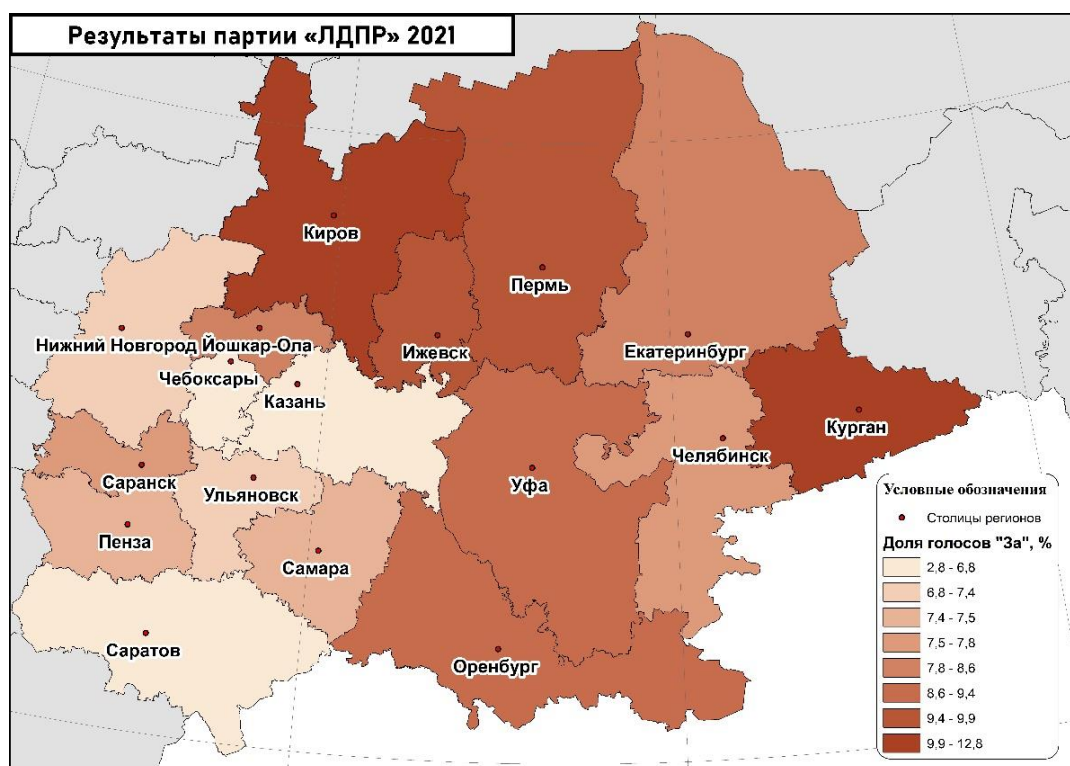 Результаты партии «ЛДПР» 2021
Киров
Пермь
Нижний Новгород
Йошкар-Ола
Ижевск
Екатеринбург
Чебоксары
Казань
Курган
Челябинск
Саранск
Ульяновск
Уфа
Пенза
Самара
Саратов
Оренбург
Условные обозначения
Столицы регионов
Доля голосов "За", %
2,8 - 6,8
6,8 - 7,4
7,4 - 7,5
7,5 - 7,8
7,8 - 8,6
8,6 - 9,4
9,4 - 9,9
9,9 - 12,8